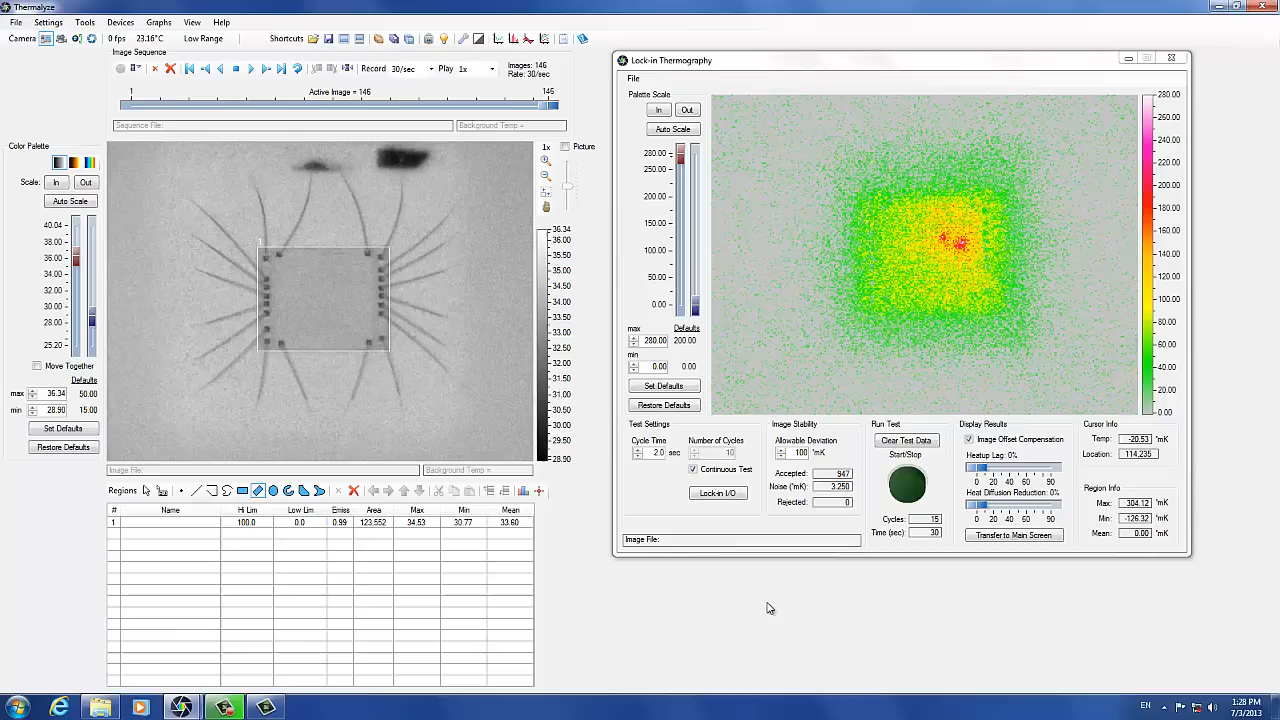 Thermalyze
File Settings Tools Devices Graphs View Help
Camera 0 fps 23.16°C Low Range Shortcuts
Image Sequence
Record 30/sec Play 1x Images: 146
Rate: 30/sec
Active Image = 146
1 146
Sequence File: Background Temp =
Color Palette
Scale: In Out
Auto Scale
40.04
38.00
36.00
34.00
32.00
30.00
28.00
25.20
Move Together
Defaults
max 36.34 50.00
min 28.90 15.00
Set Defaults
Restore Defaults
1
1x Picture
36.34
36.00
35.50
35.00
34.50
34.00
33.50
33.00
32.50
32.00
31.50
31.00
30.50
30.00
29.50
28.90
Image File: Background Temp =
Regions
# Name Hi Lim Low Lim Emiss Area Max Min Mean
1 100.0 0.0 0.99 123.552 34.53 30.77 33.60
Lock-in Thermography
File
Palette Scale
In Out
Auto Scale
280.00
250.00
200.00
150.00
100.00
50.00
0.00
max Defaults
280.00 200.00
min
0.00 0.00
Set Defaults
Restore Defaults
280.00
260.00
240.00
220.00
200.00
180.00
160.00
140.00
120.00
100.00
80.00
60.00
40.00
20.00
0.00
Test Settings
Cycle Time Number of Cycles
2.0 sec 10
Continuous Test
Lock-in I/O
Image File:
Image Stability
Allowable Deviation
100 °mK
Accepted: 947
Noise (°mK) 3.250
Rejected: 0
Run Test
Clear Test Data
Start/Stop
Cycles: 15
Time (sec) 30
Display Results
Image Offset Compensation
Heatup Lag: 0%
0 20 40 60 80 90
Heat Diffusion Reduction: 0%
0 20 40 60 80 90
Transfer to Main Screen
Cursor Info
Temp: -20.53 °mK
Location: 114,235
Region Info
Max: 304.12 °mK
Min: -126.32 °mK
Mean: 0.00 °mK
EN 1:28 PM
7/3/2013